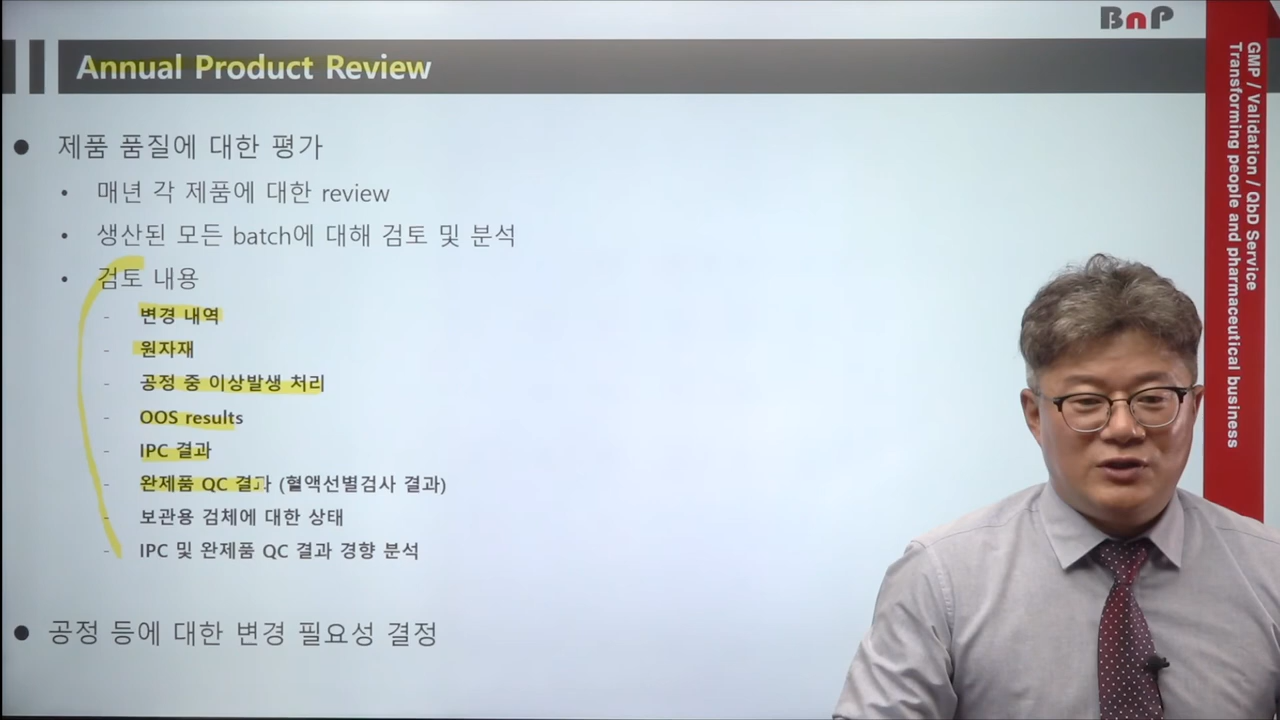 BnP
Annual Product Review
● 제품 품질에 대한 평가
• 매년 각 제품에 대한 review
• 생산된 모든 batch에 대해 검토 및 분석
• 검토 내용
- 변경 내역
- 원자재
- 공정 중 이상발생 처리
- OOS results
- IPC 결과
- 완제품 QC 결과 (혈액선별검사 결과)
- 보관용 검체에 대한 상태
- IPC 및 완제품 QC 결과 경향 분석
● 공정 등에 대한 변경 필요성 결정
GMP / Validation / QbD Service
Transforming people and pharmaceutical business